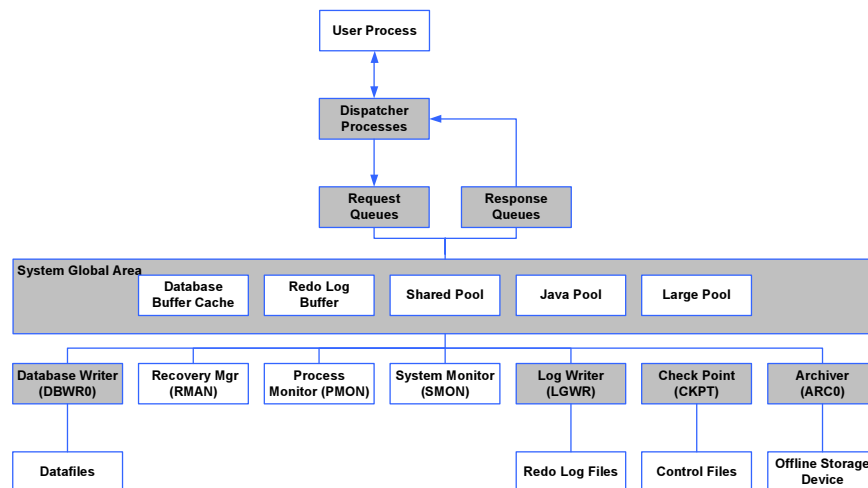 User Process
Dispatcher
Processes
Request
Queues
Response
Queues
System Global Area
Database
Buffer Cache
Redo Log
Buffer
Shared Pool
Java Pool
Large Pool
Database Writer
(DBWR0)
Recovery Mgr
(RMAN)
Process
Monitor (PMON)
System Monitor
(SMON)
Log Writer
(LGWR)
Check Point
(CKPT)
Archiver
(ARC0)
Datafiles
Redo Log Files
Control Files
Offline Storage
Device